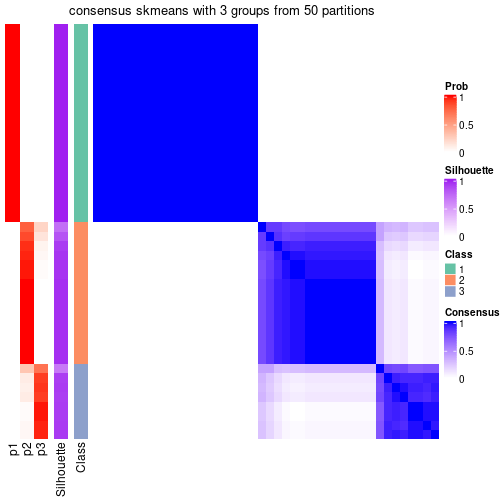 consensus skmeans with 3 groups from 50 partitions
Prob
1
0.5
0
Silhouette
1
0.5
0
Class
1
2
3
Consensus
1
0.5
0
p1
p2
p3
Silhouette
Class